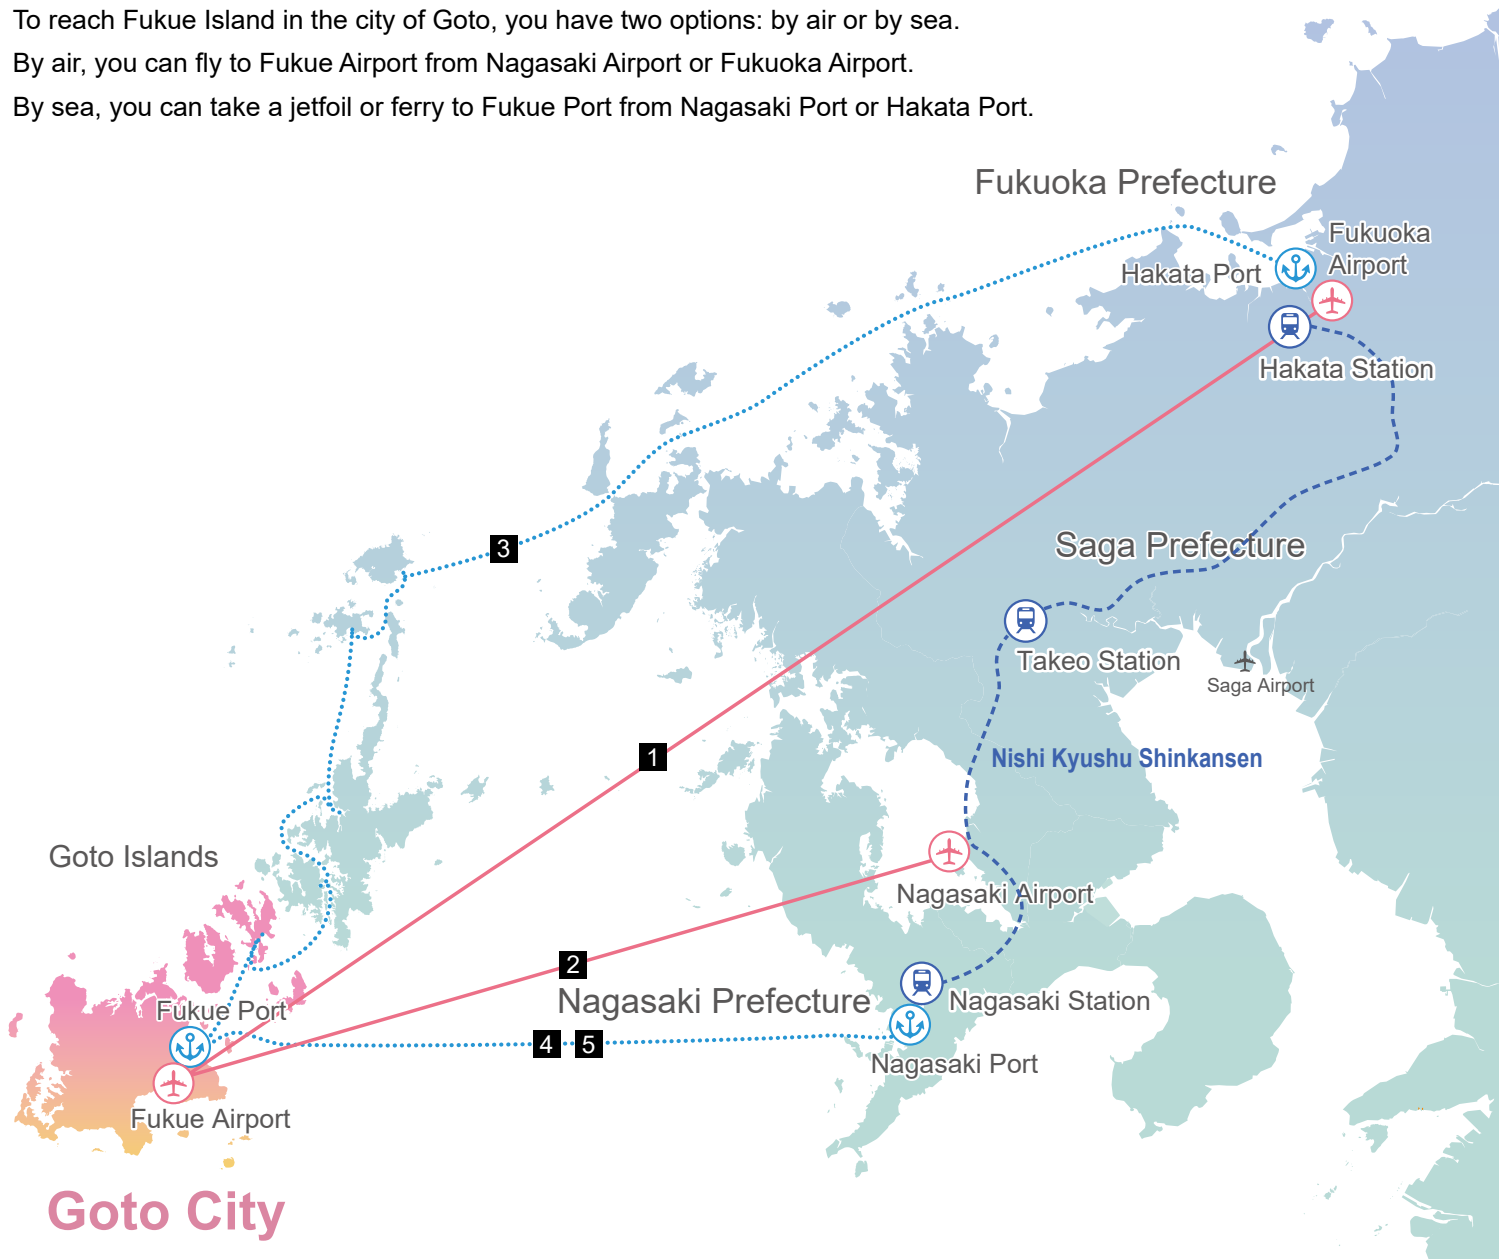 To reach Fukue Island in the city of Goto, you have two options: by air or by sea.
By air, you can fly to Fukue Airport from Nagasaki Airport or Fukuoka Airport.
By sea, you can take a jetfoil or ferry to Fukue Port from Nagasaki Port or Hakata Port.
Fukuoka Prefecture
Fukuoka
Airport
Hakata Port
Hakata Station
3
Saga Prefecture
Takeo Station
Saga Airport
1
Nishi Kyushu Shinkansen
Goto Islands
Nagasaki Airport
2
Nagasaki Prefecture
Nagasaki Station
Fukue Port
4
5
Nagasaki Port
Fukue Airport
Goto City